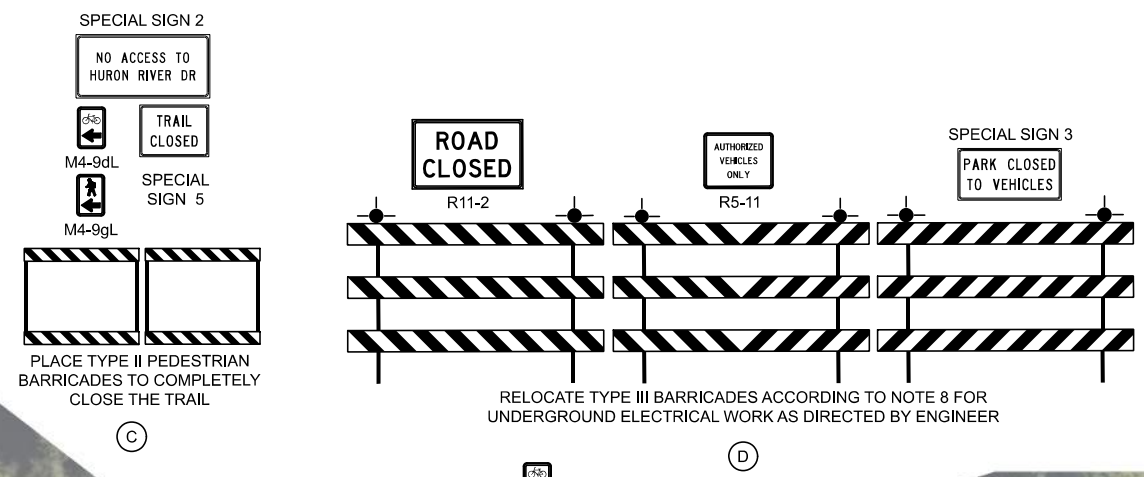 SPECIAL SIGN 2
NO ACCESS TO
HURON RIVER DR
M4-9dL
TRAIL
CLOSED
SPECIAL
SIGN 5
M4-9gL
PLACE TYPE II PEDESTRIAN
BARRICADES TO COMPLETELY
CLOSE THE TRAIL
C
ROAD
CLOSED
R11-2
AUTHORIZED
VEHICLES
ONLY
R5-11
SPECIAL SIGN 3
PARK CLOSED
TO VEHICLES
RELOCATE TYPE III BARRICADES ACCORDING TO NOTE 8 FOR
UNDERGROUND ELECTRICAL WORK AS DIRECTED BY ENGINEER
D